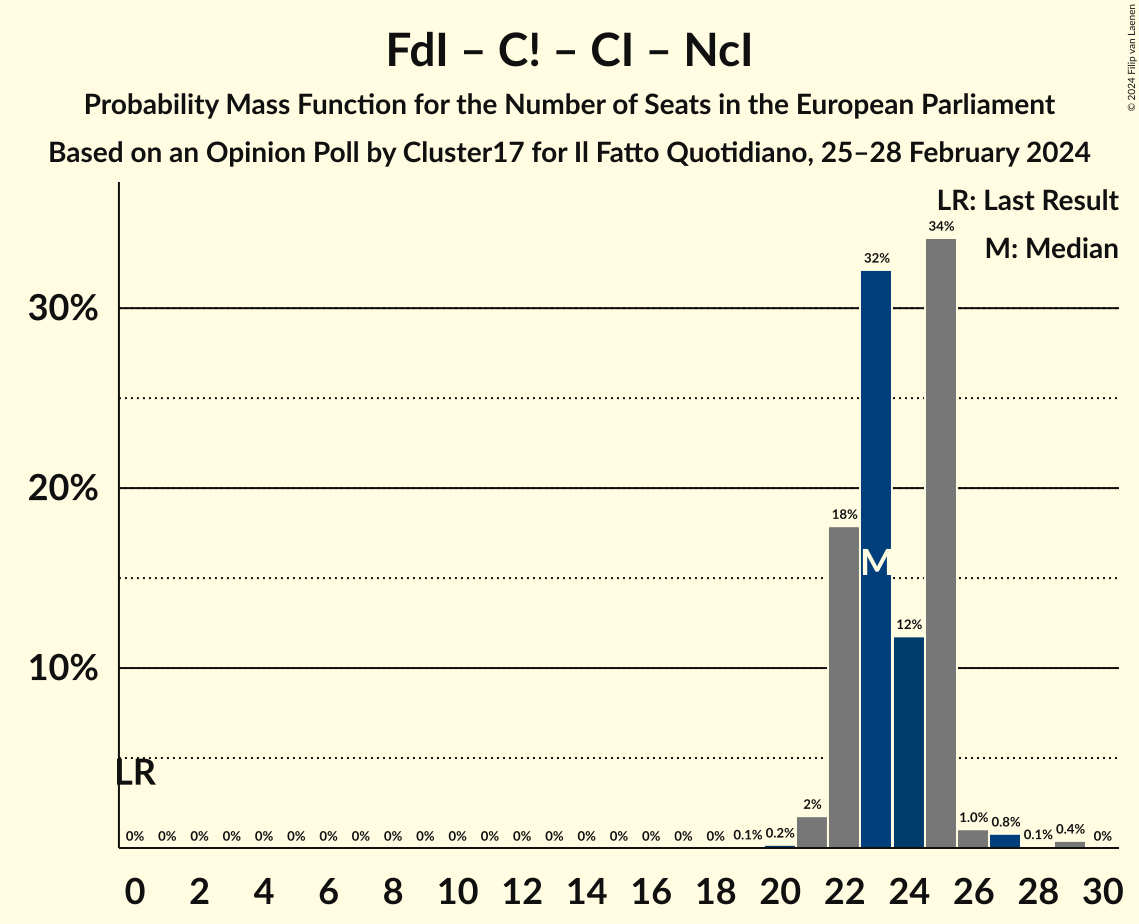 FdI – C! – CI – NcI
Probability Mass Function for the Number of Seats in the European Parliament
Based on an Opinion Poll by Cluster17 for Il Fatto Quotidiano, 25–28 February 2024
© 2024 Filip van Laenen
LR: Last Result
M: Median
34%
32%
30%
20%
18%
M
12%
10%
LR
2%
0% 0% 0% 0% 0% 0% 0% 0% 0% 0% 0% 0% 0% 0% 0% 0% 0% 0% 0% 0.1% 0.2% 1.0% 0.8% 0.1% 0.4% 0%
0 2 4 6 8 10 12 14 16 18 20 22 24 26 28 30